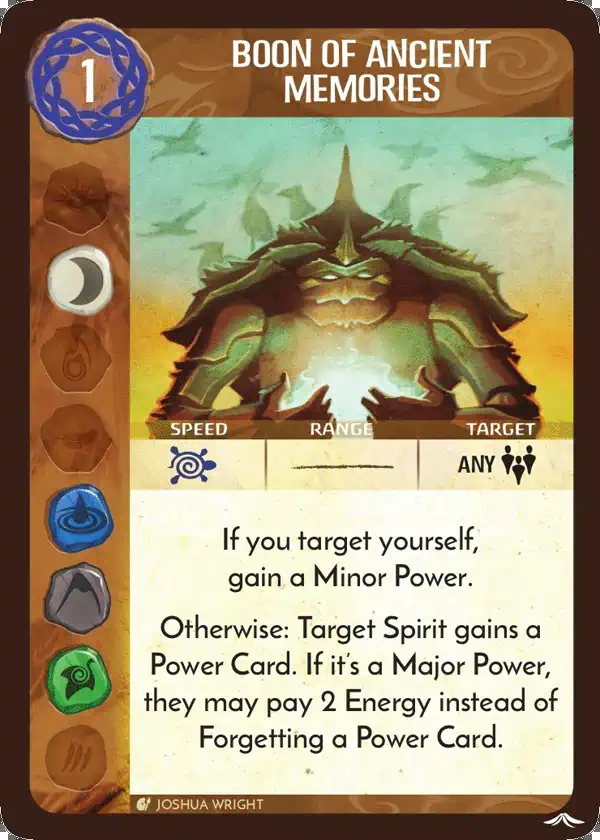 1
BOON OF ANCIENT
MEMORIES
SPEED RANGE TARGET
ANY
If you target yourself,
gain a Minor Power.
Otherwise: Target Spirit gains a
Power Card. If it's a Major Power,
they may pay 2 Energy instead of
Forgetting a Power Card.
JOSHUA WRIGHT